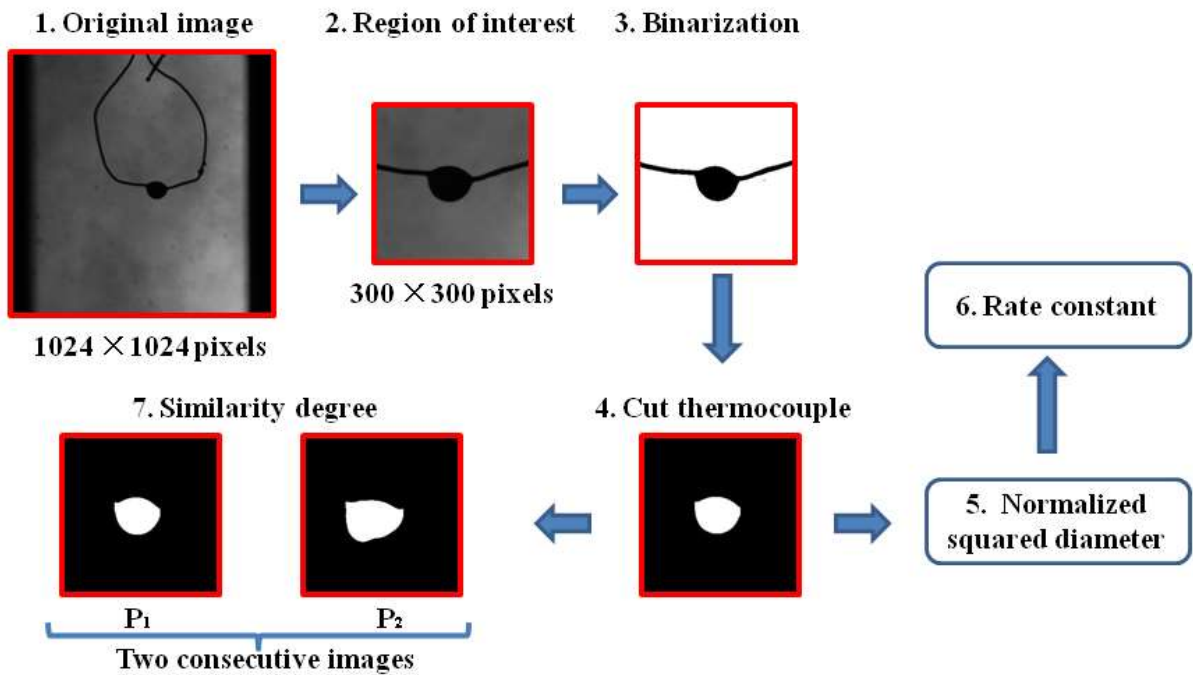 1. Original image
2. Region of interest
3. Binarization
300 × 300 pixels
1024 × 1024 pixels
6. Rate constant
7. Similarity degree
4. Cut thermocouple
5. Normalized
squared diameter
P₁
P₂
Two consecutive images